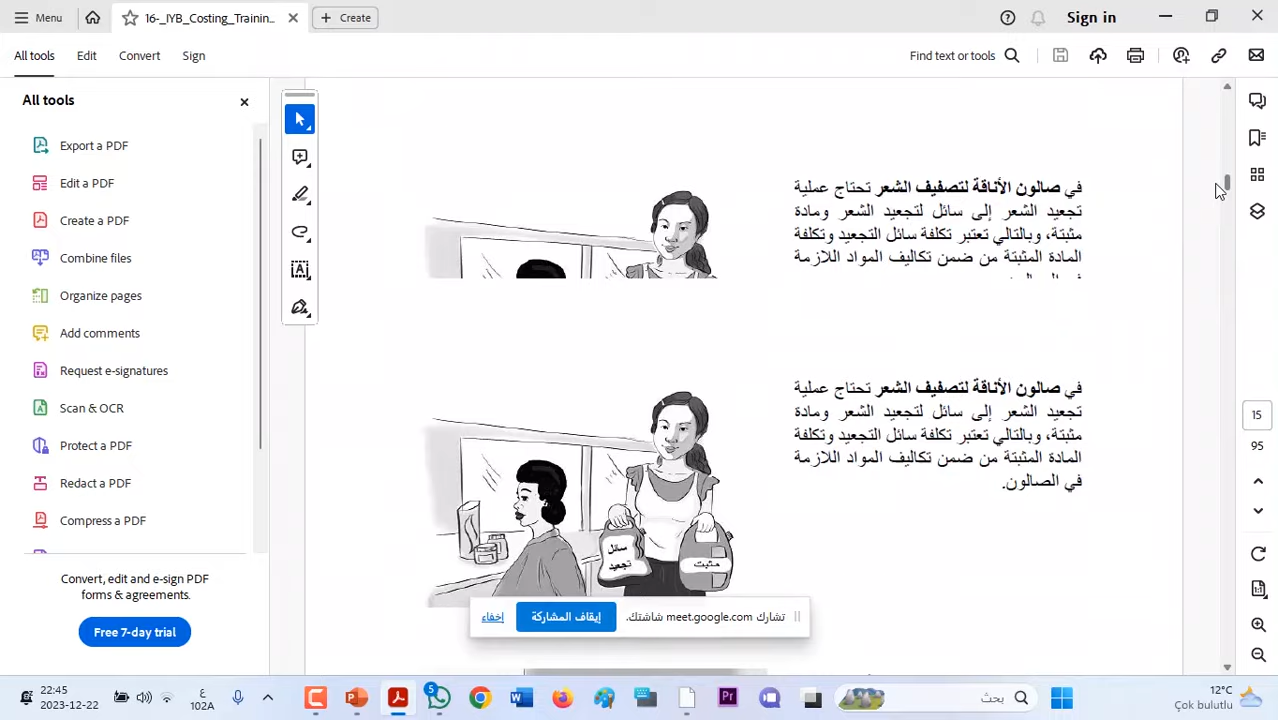 Menu
16-_IYB_Costing_Trainin...
Create
Sign in
All tools
Edit
Convert
Sign
Find text or tools
All tools
Export a PDF
Edit a PDF
Create a PDF
Combine files
Organize pages
Add comments
Request e-signatures
Scan & OCR
Protect a PDF
Redact a PDF
Compress a PDF
Convert, edit and e-sign PDF
forms & agreements.
Free 7-day trial
في صالون الأناقة لتصفيف الشعر تحتاج عملية
تجعيد الشعر إلى سائل لتجعيد الشعر ومادة
مثبتة، وبالتالي تعتبر تكلفة سائل التجعيد وتكلفة
المادة المثبتة من ضمن تكاليف المواد اللازمة
في صالون الأناقة لتصفيف الشعر تحتاج عملية
تجعيد الشعر إلى سائل لتجعيد الشعر ومادة
مثبتة، وبالتالي تعتبر تكلفة سائل التجعيد وتكلفة
المادة المثبتة من ضمن تكاليف المواد اللازمة
في الصالون.
سائل
تجعيد
مثبت
تشارك meet.google.com شاشتك.
إيقاف المشاركة
إخفاء
15
95
22:45
2023-12-22
ع
102A
5
بحث
12°C
Çok bulutlu